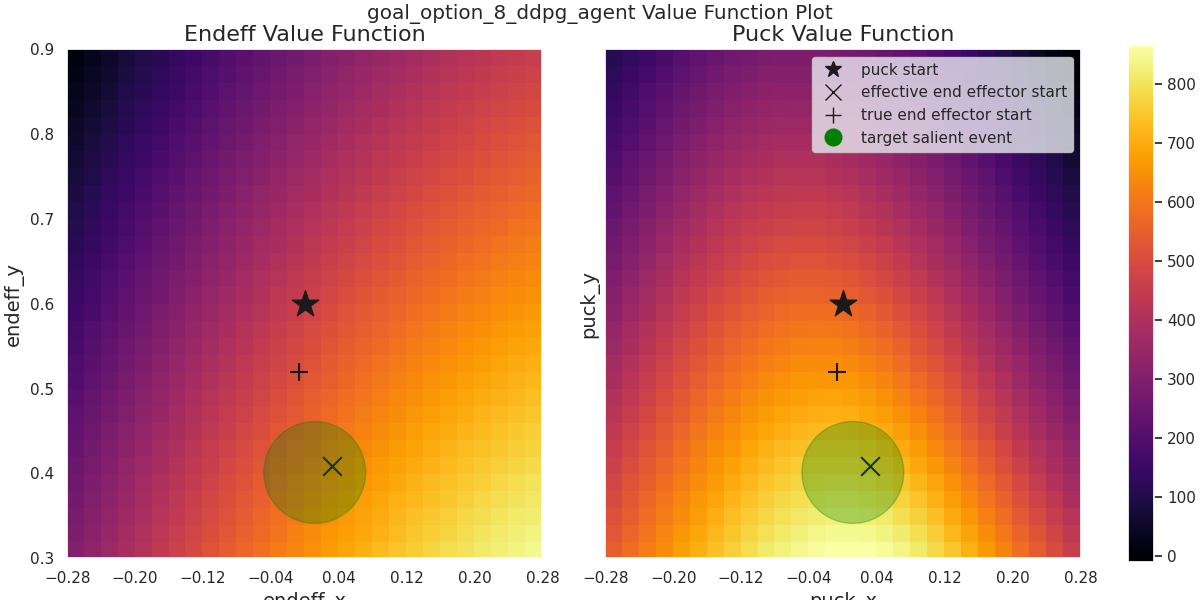 goal_option_8_ddpg_agent Value Function Plot
Endeff Value Function
0.9
0.8
0.7
0.6
0.5
0.4
0.3
endeff_y
−0.28 −0.20 −0.12 −0.04 0.04 0.12 0.20 0.28
endeff_x
Puck Value Function
puck start
effective end effector start
true end effector start
target salient event
puck_y
−0.28 −0.20 −0.12 −0.04 0.04 0.12 0.20 0.28
puck_x
800
700
600
500
400
300
200
100
0